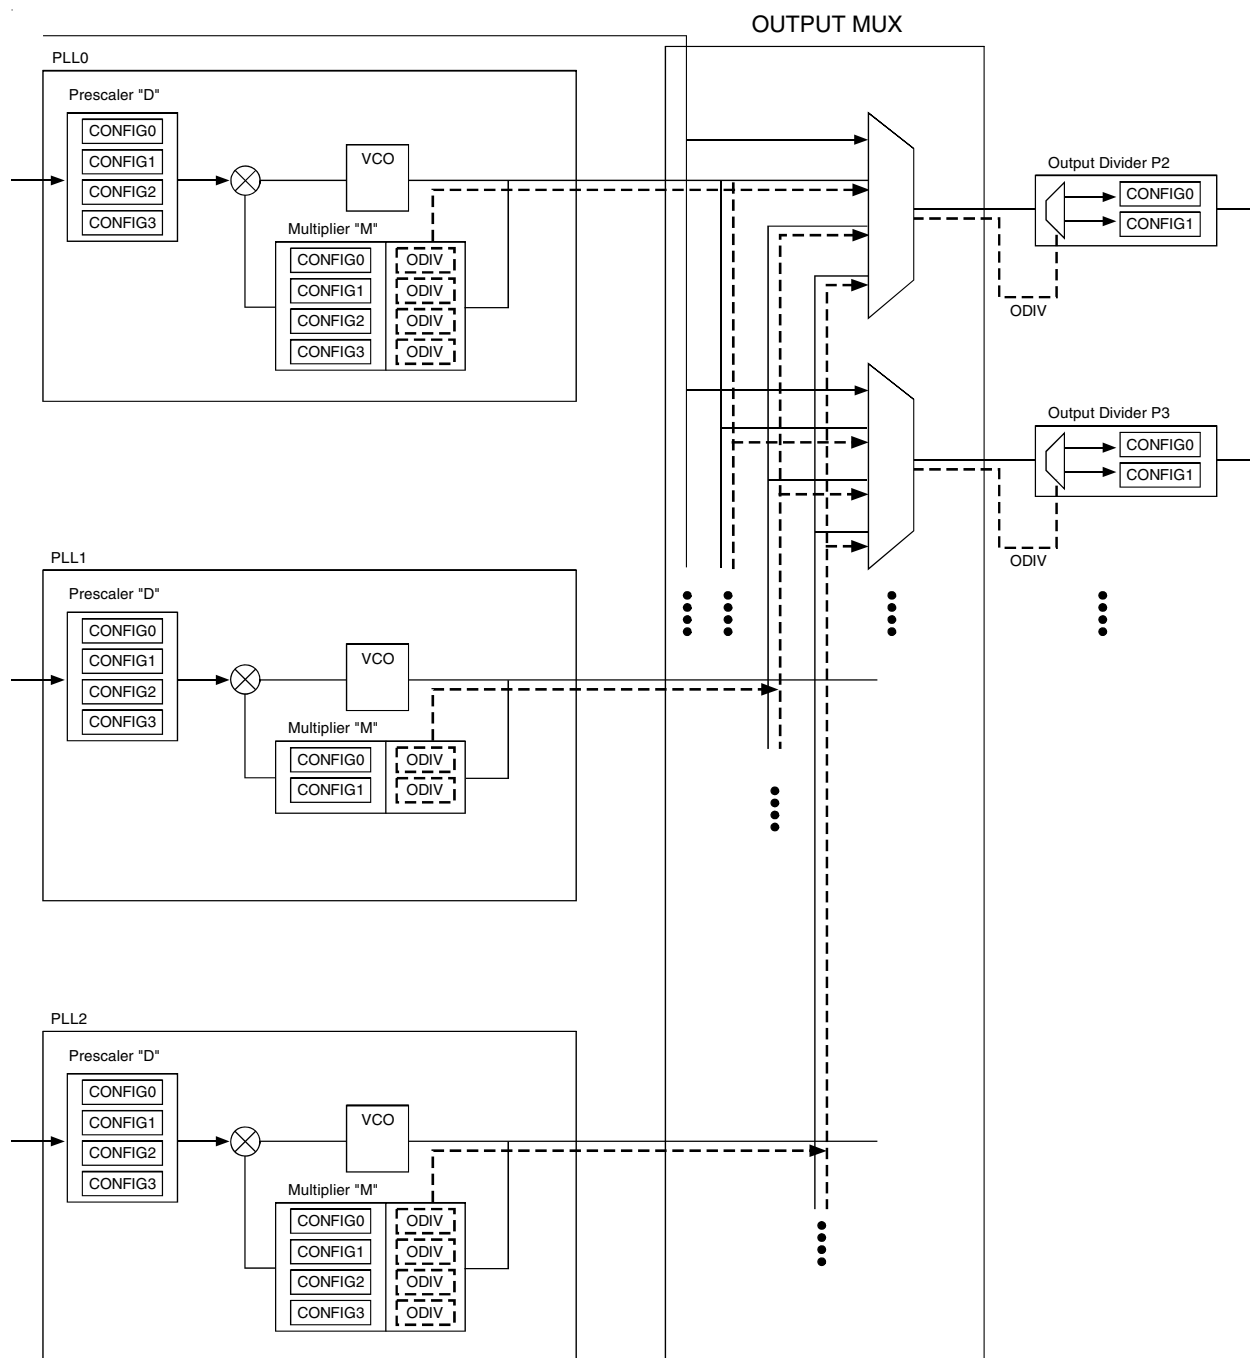 OUTPUT MUX
PLL0
Prescaler "D"
CONFIG0
CONFIG1
CONFIG2
CONFIG3
VCO
Multiplier "M"
CONFIG0 ODIV
CONFIG1 ODIV
CONFIG2 ODIV
CONFIG3 ODIV
Output Divider P2
CONFIG0
CONFIG1
ODIV
Output Divider P3
CONFIG0
CONFIG1
ODIV
PLL1
Prescaler "D"
CONFIG0
CONFIG1
CONFIG2
CONFIG3
VCO
Multiplier "M"
CONFIG0 ODIV
CONFIG1 ODIV
PLL2
Prescaler "D"
CONFIG0
CONFIG1
CONFIG2
CONFIG3
VCO
Multiplier "M"
CONFIG0 ODIV
CONFIG1 ODIV
CONFIG2 ODIV
CONFIG3 ODIV